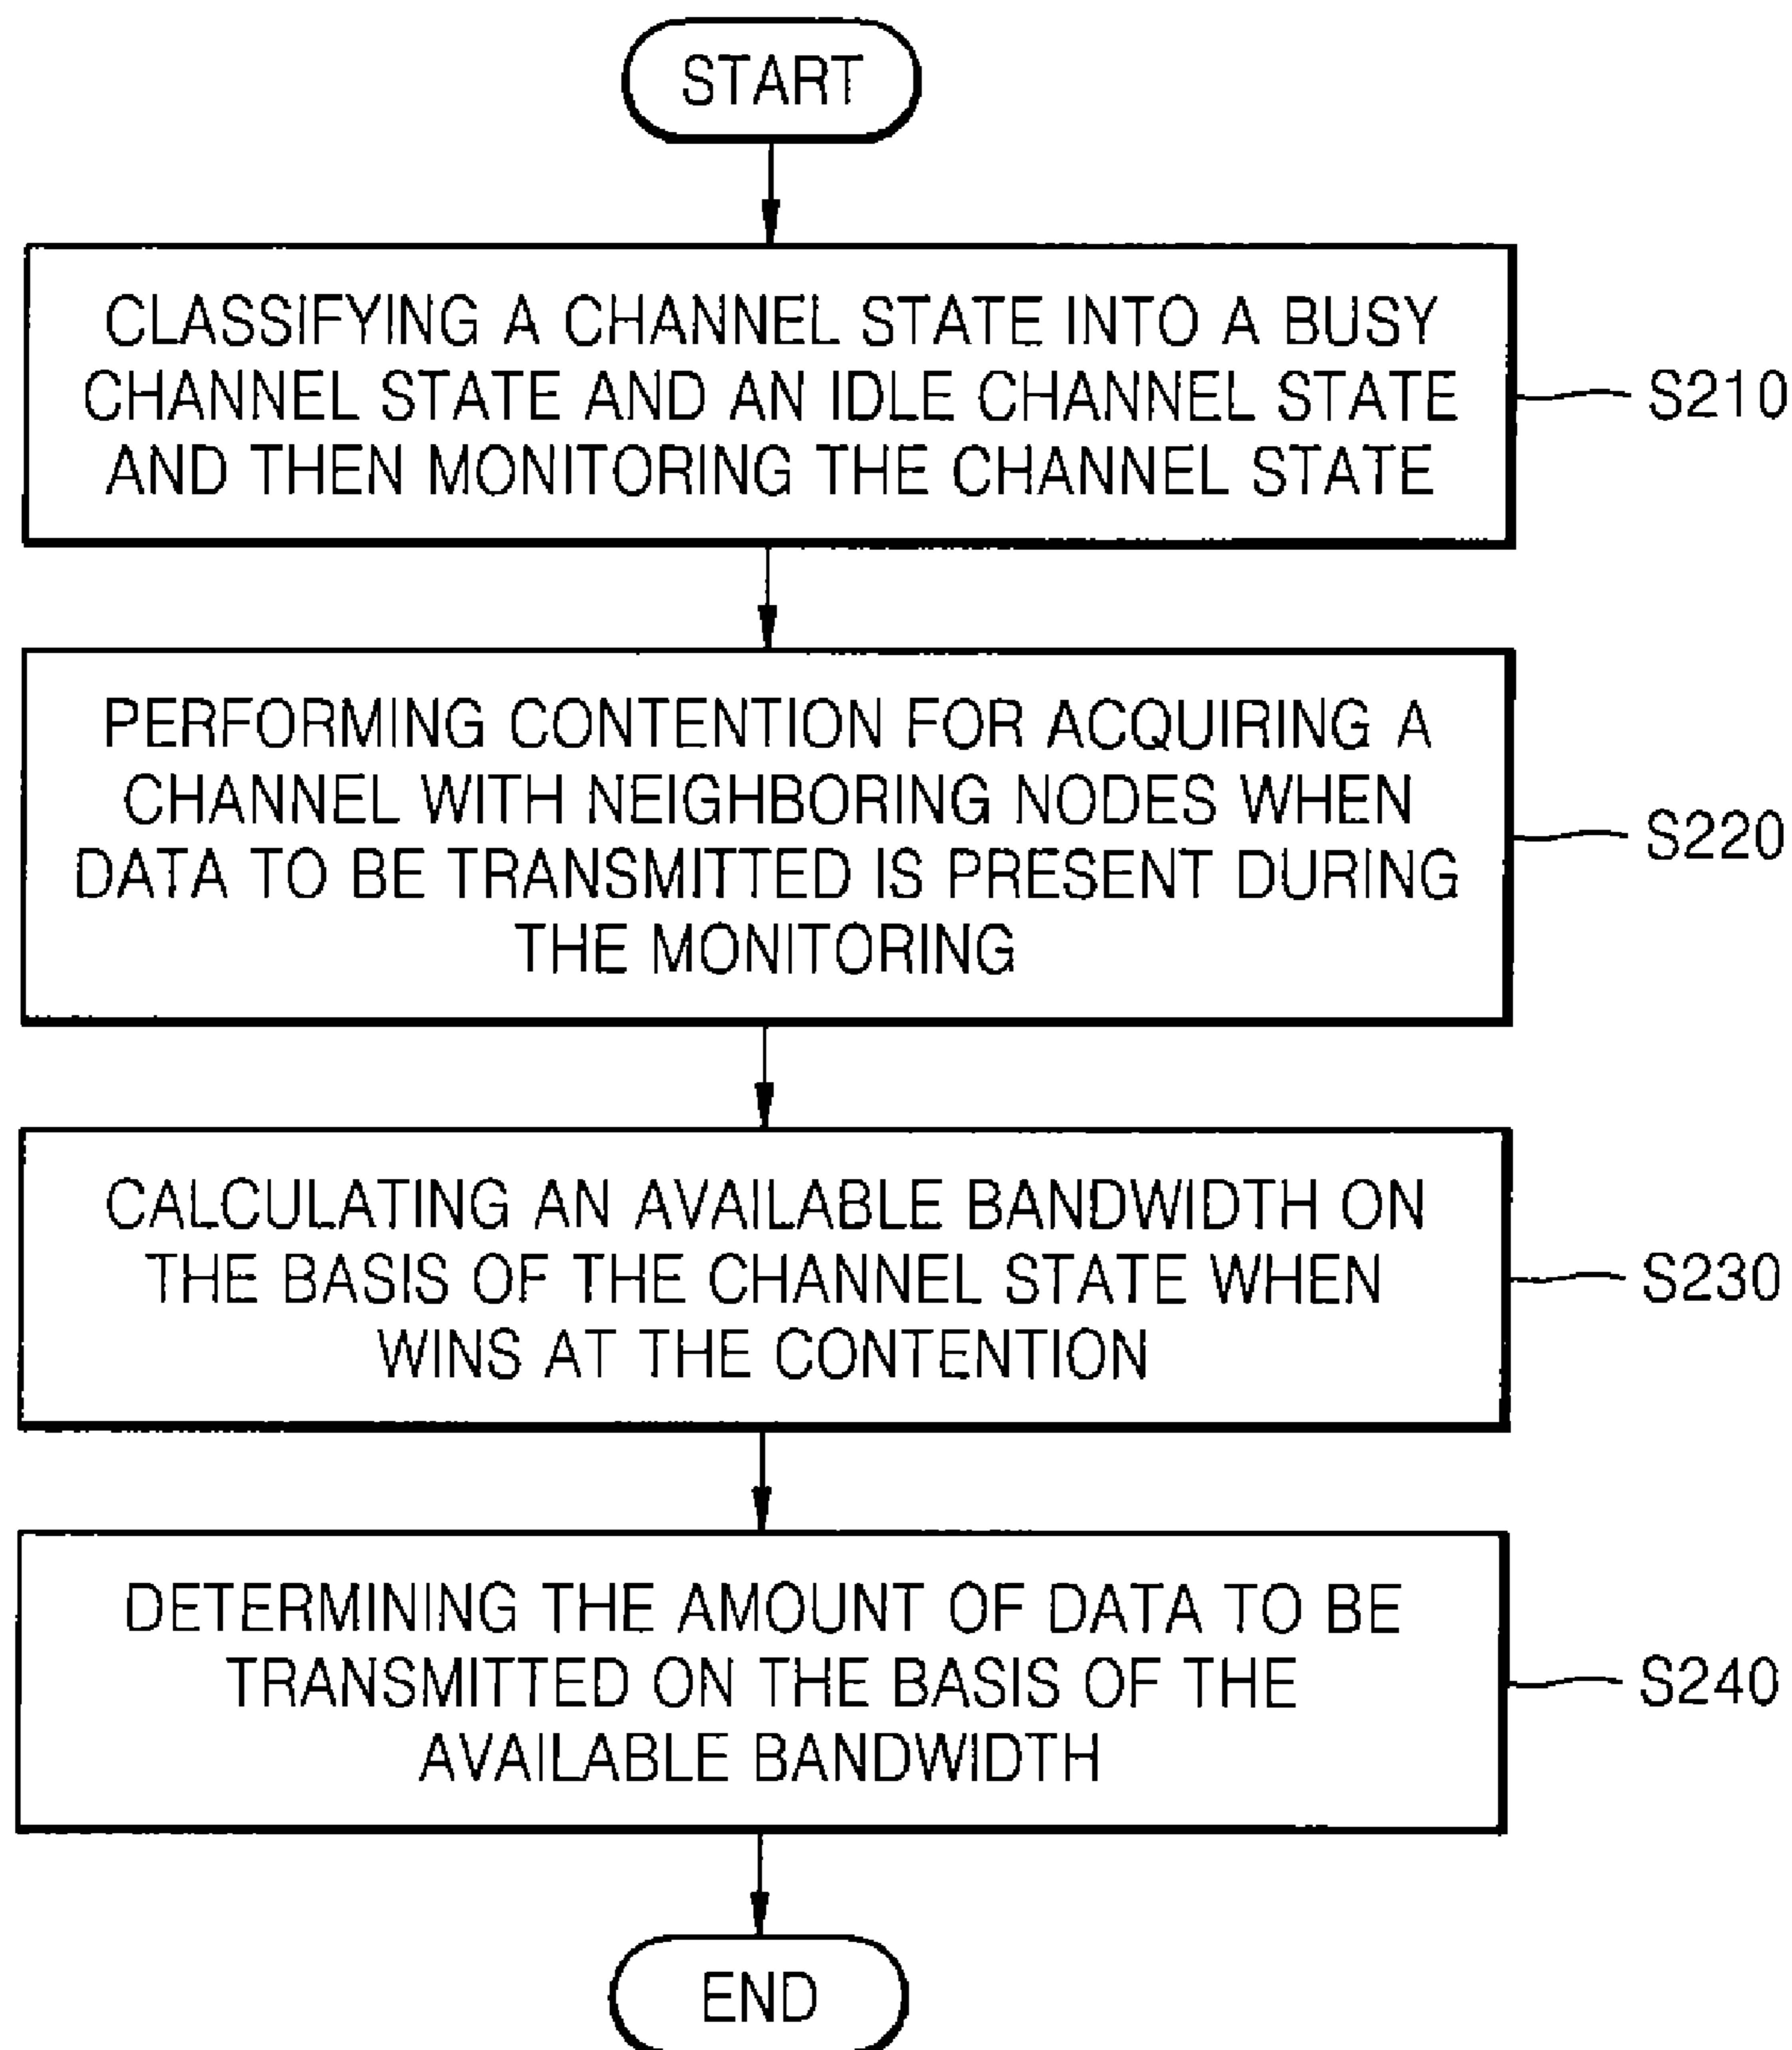 START
CLASSIFYING A CHANNEL STATE INTO A BUSY
CHANNEL STATE AND AN IDLE CHANNEL STATE
AND THEN MONITORING THE CHANNEL STATE
S210
PERFORMING CONTENTION FOR ACQUIRING A
CHANNEL WITH NEIGHBORING NODES WHEN
DATA TO BE TRANSMITTED IS PRESENT DURING
THE MONITORING
S220
CALCULATING AN AVAILABLE BANDWIDTH ON
THE BASIS OF THE CHANNEL STATE WHEN
WINS AT THE CONTENTION
S230
DETERMINING THE AMOUNT OF DATA TO BE
TRANSMITTED ON THE BASIS OF THE
AVAILABLE BANDWIDTH
S240
END